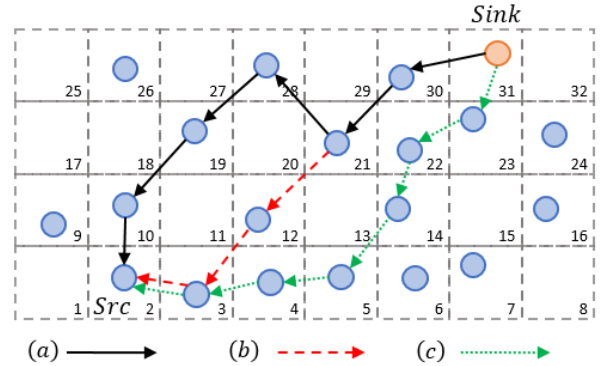 Sink
25 26 27 28 29 30 31 32
17 18 19 20 21 22 23 24
9 10 11 12 13 14 15 16
Src
1 2 3 4 5 6 7 8
(a) (b) (c)